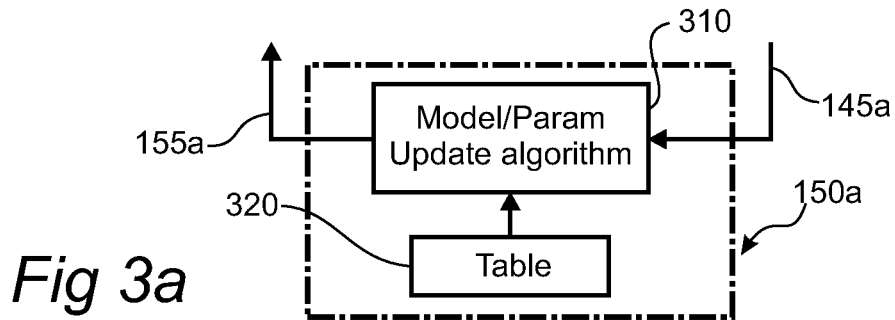 310
145a
Model/Param
Update algorithm
155a
150a
320
Table
Fig 3a